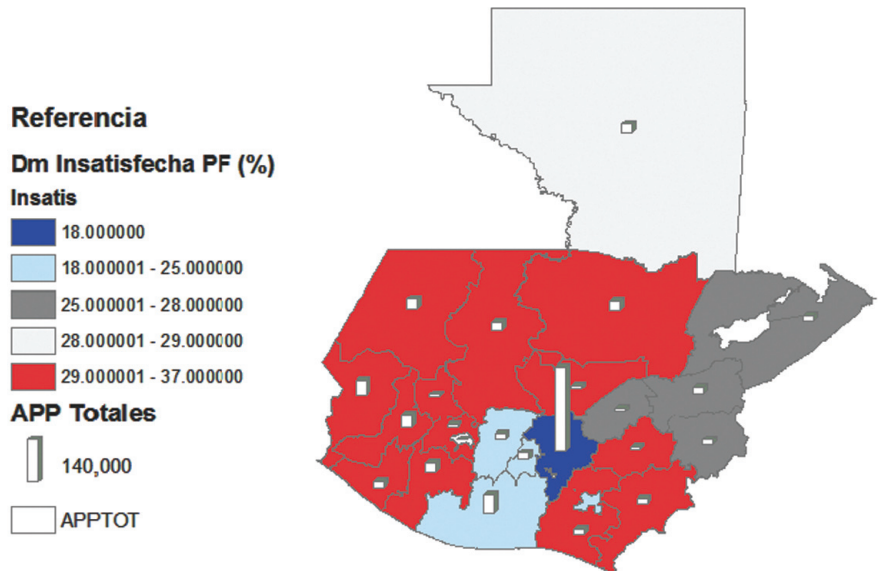 Referencia
Dm Insatisfecha PF (%)
Insatis
18.000000
18.000001 - 25.000000
25.000001 - 28.000000
28.000001 - 29.000000
29.000001 - 37.000000
APP Totales
140,000
APPTOT